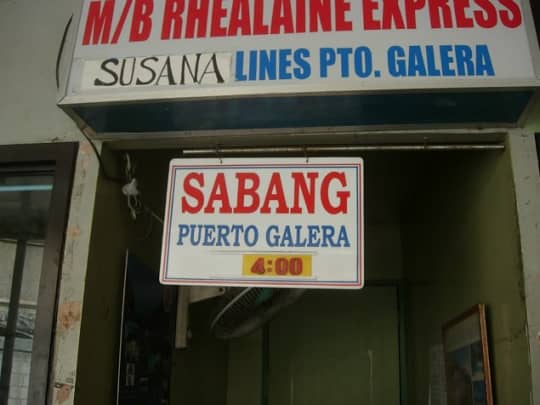 M/B RHEALAINE EXPRESS
SUSANA LINES PTO. GALERA
SABANG
PUERTO GALERA
4:00